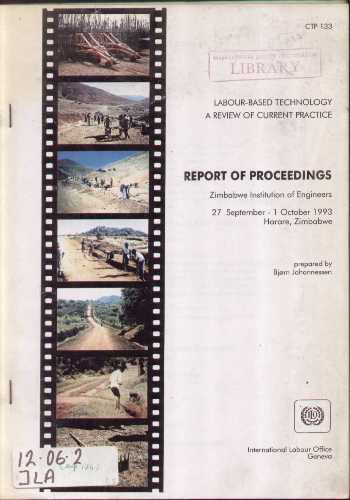 CTP 133
LIBRARY
LABOUR-BASED TECHNOLOGY
A REVIEW OF CURRENT PRACTICE
REPORT OF PROCEEDINGS
Zimbabwe Institution of Engineers
27 September - 1 October 1993
Harare, Zimbabwe
prepared by
Bjørn Johannessen
International Labour Office
Geneva
12.06.2
JLA